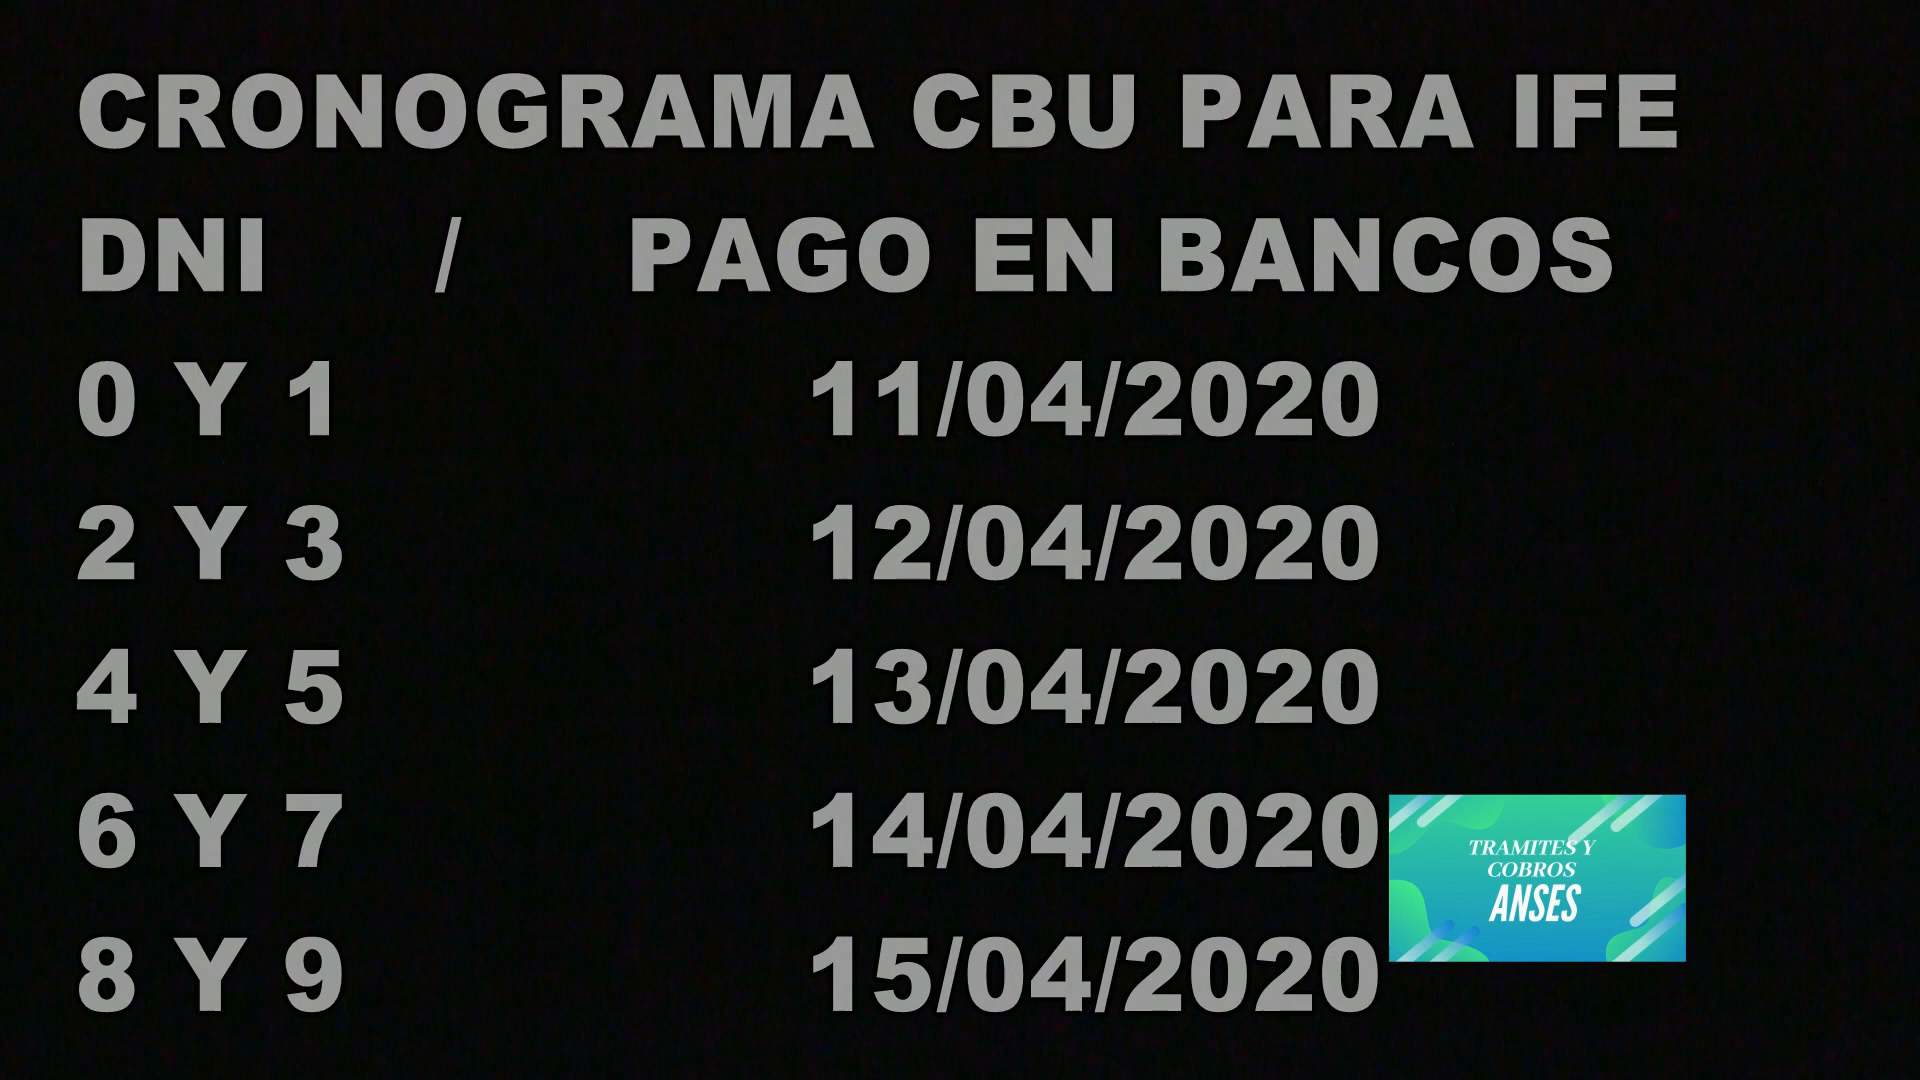 CRONOGRAMA CBU PARA IFE
DNI / PAGO EN BANCOS
0 Y 1 11/04/2020
2 Y 3 12/04/2020
4 Y 5 13/04/2020
6 Y 7 14/04/2020
8 Y 9 15/04/2020
TRAMITES Y
COBROS
ANSES